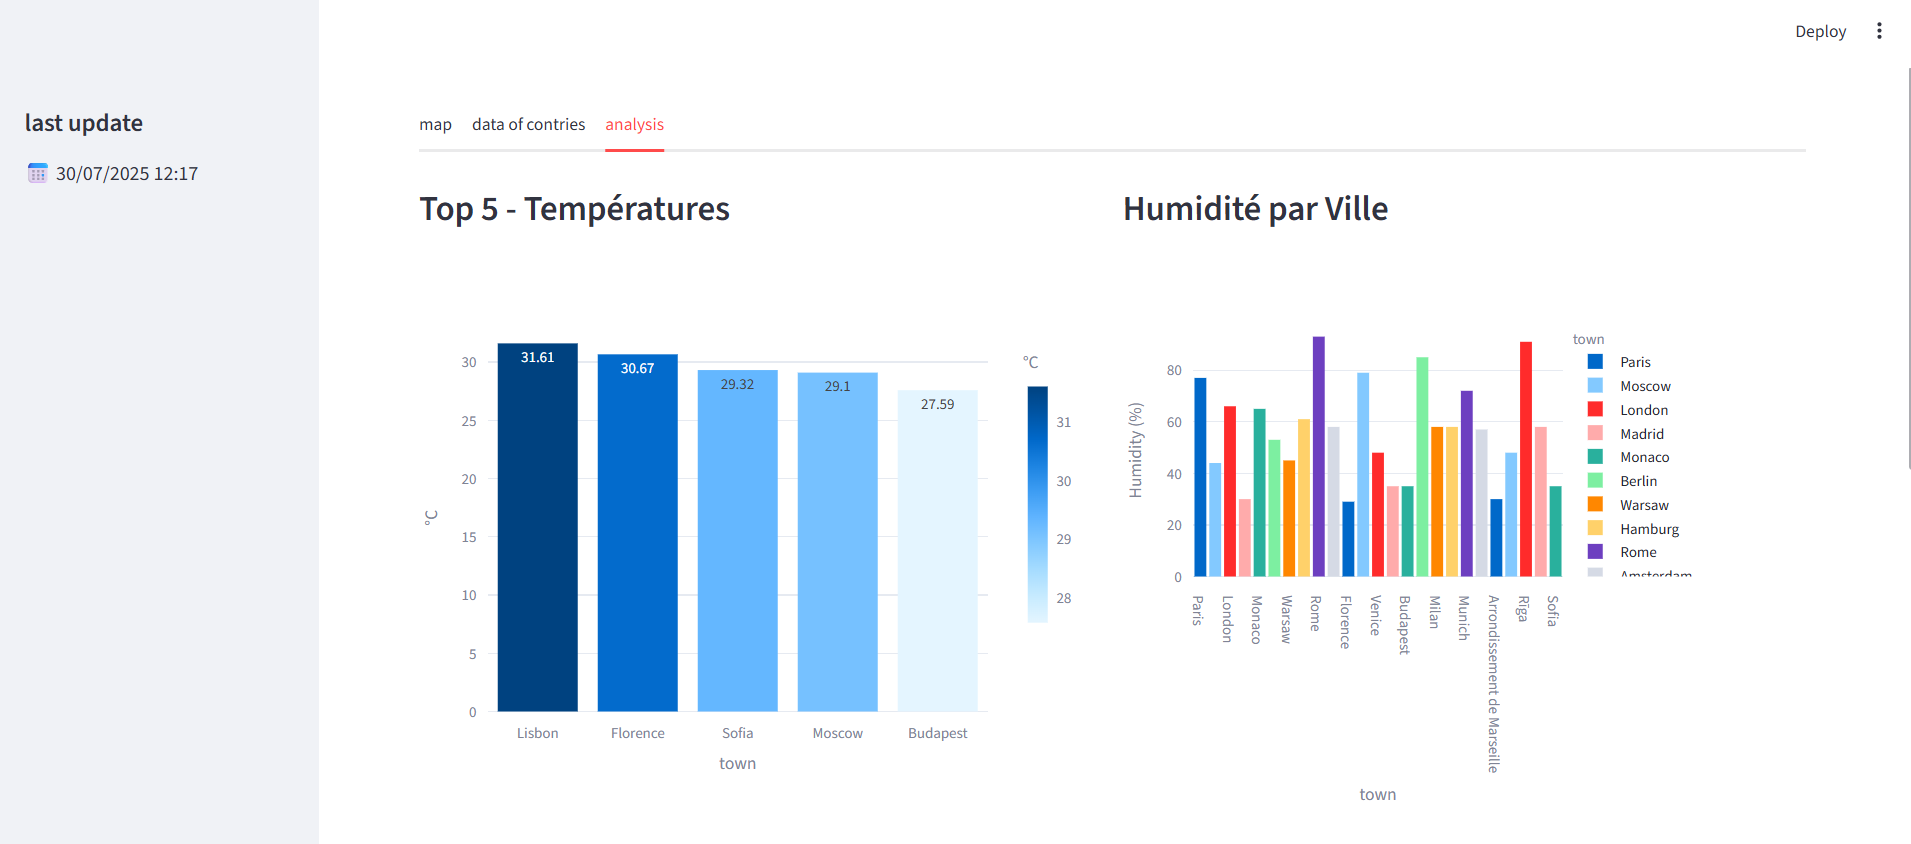 Deploy
last update
30/07/2025 12:17
map
data of contries
analysis
Top 5 - Températures
°C
30
25
20
15
10
5
0
31.61
30.67
29.32
29.1
27.59
Lisbon
Florence
Sofia
Moscow
Budapest
town
°C
31
30
29
28
Humidité par Ville
Humidity (%)
80
60
40
20
0
Paris
London
Monaco
Warsaw
Rome
Florence
Venice
Budapest
Milan
Munich
Arrondissement de Marseille
Rīga
Sofia
town
town
Paris
Moscow
London
Madrid
Monaco
Berlin
Warsaw
Hamburg
Rome
Amsterdam